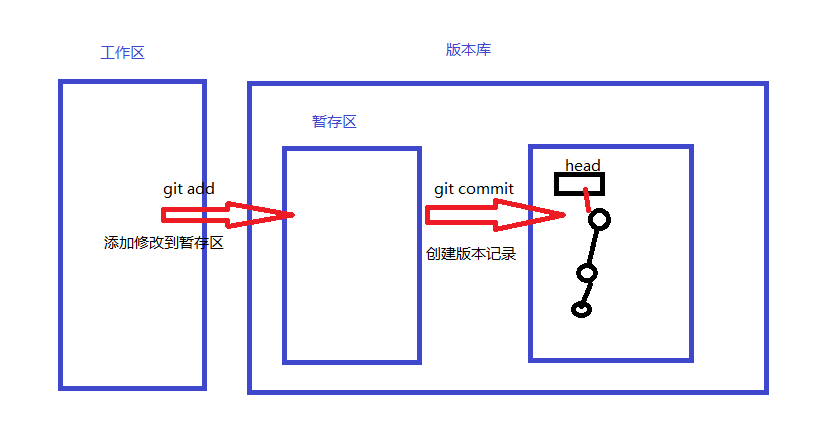 工作区
版本库
暂存区
git add
添加修改到暂存区
git commit
创建版本记录
head